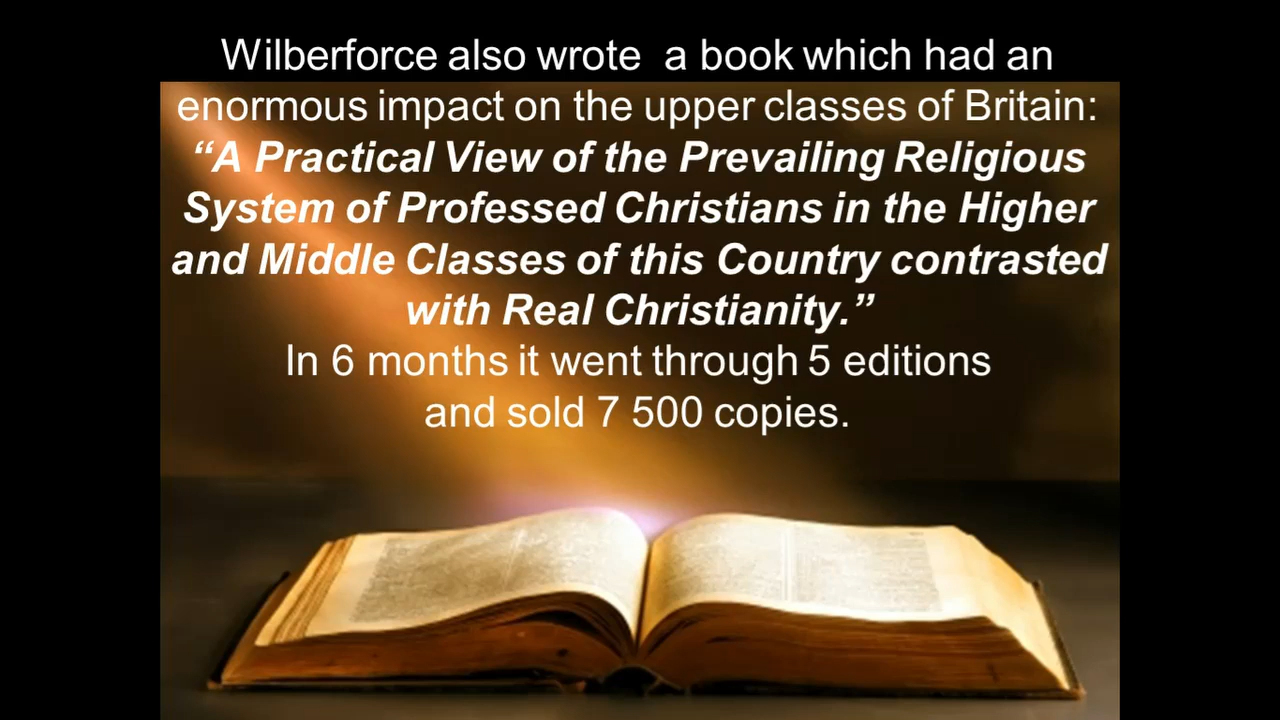 Wilberforce also wrote  a book which had an
enormous impact on the upper classes of Britain:
“A Practical View of the Prevailing Religious
System of Professed Christians in the Higher
and Middle Classes of this Country contrasted
with Real Christianity.”
In 6 months it went through 5 editions
and sold 7 500 copies.